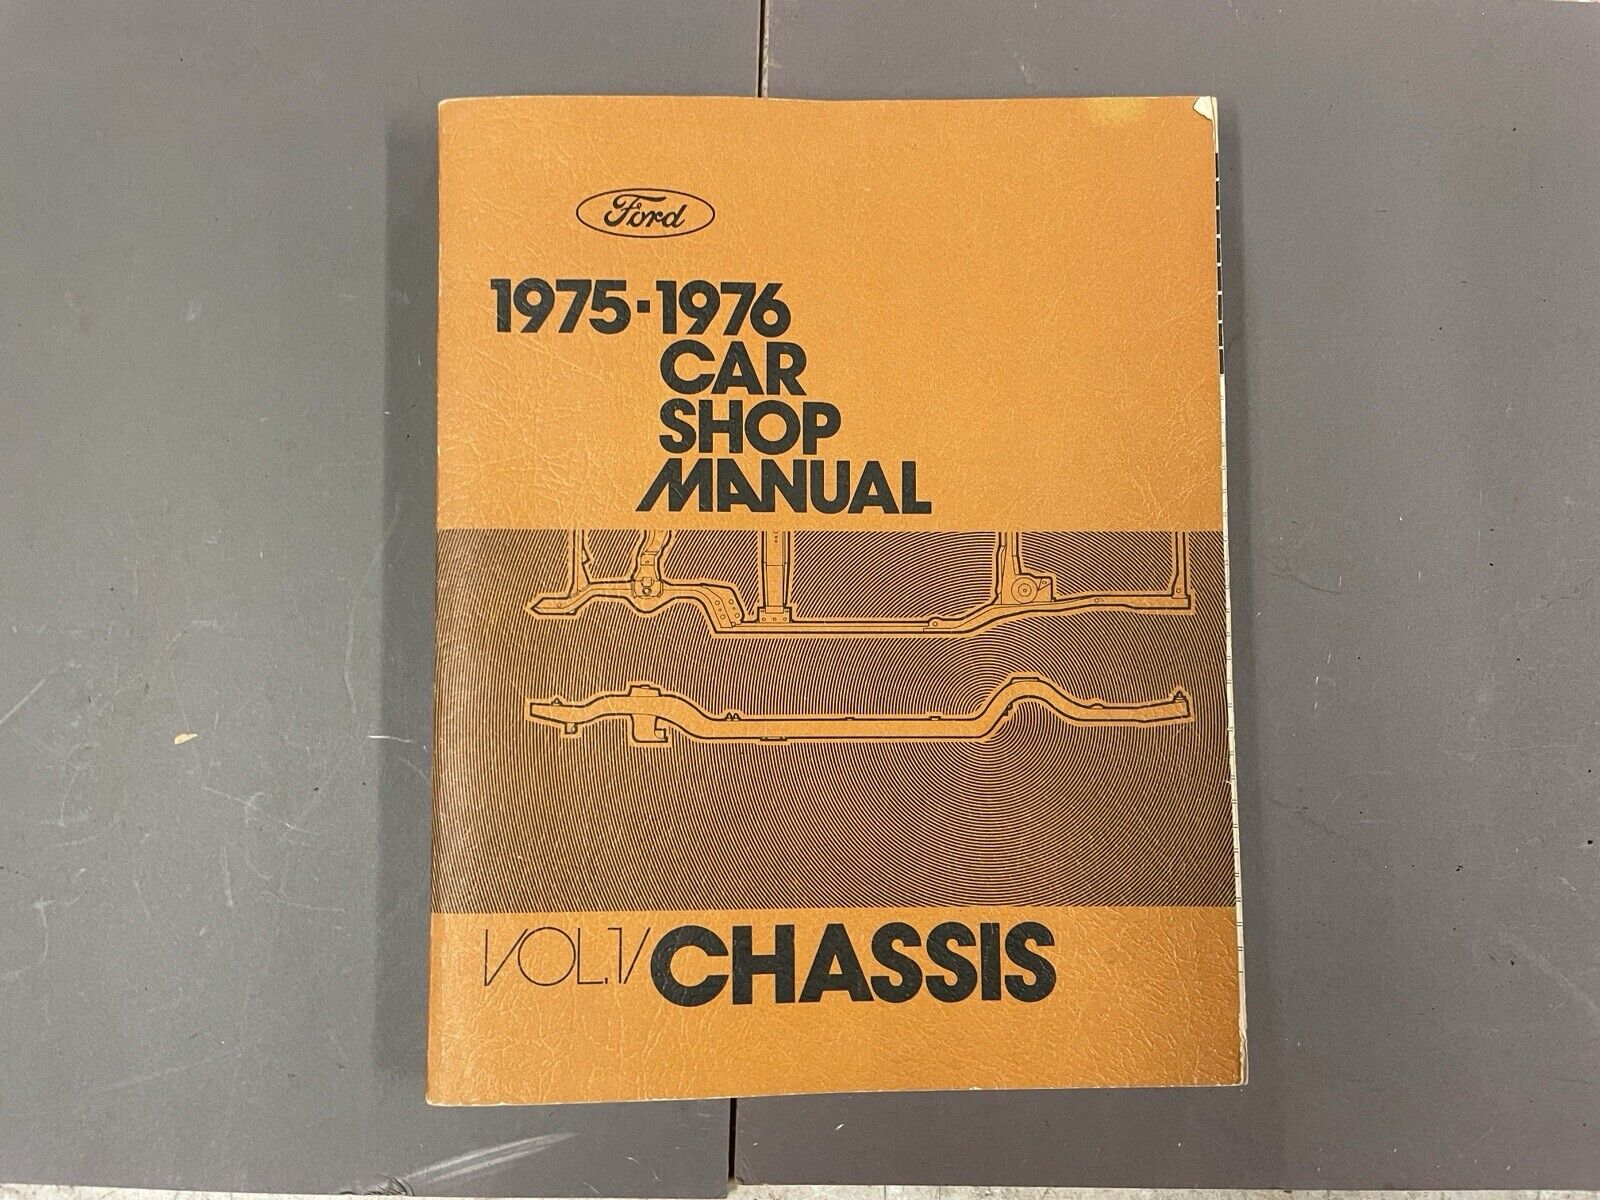 Ford
1975-1976
CAR
SHOP
MANUAL
VOL.1/CHASSIS